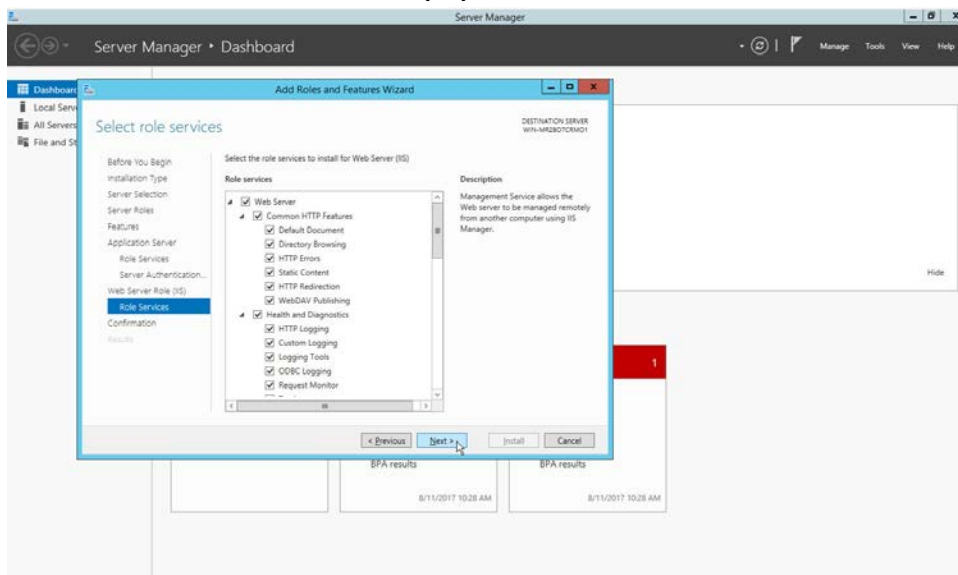 Server Manager
Server Manager • Dashboard
Manage Tools View Help
Dashboard
Local Serv
All Servers
File and St
Add Roles and Features Wizard
Select role services
DESTINATION SERVER
Before You Begin
Installation Type
Server Selection
Server Roles
Features
Application Server
Role Services
Server Authentication...
Web Server Role (IIS)
Role Services
Confirmation
Results
Select the role services to install for Web Server (IIS)
Role services
Web Server
Common HTTP Features
Default Document
Directory Browsing
HTTP Errors
Static Content
HTTP Redirection
WebDAV Publishing
Health and Diagnostics
HTTP Logging
Custom Logging
Logging Tools
ODBC Logging
Request Monitor
Description
Management Service allows the
Web server to be managed remotely
from another computer using IIS
Manager.
< Previous
Next >
Install
Cancel
Hide
1
BPA results
8/11/2017 10:28 AM
BPA results
8/11/2017 10:28 AM